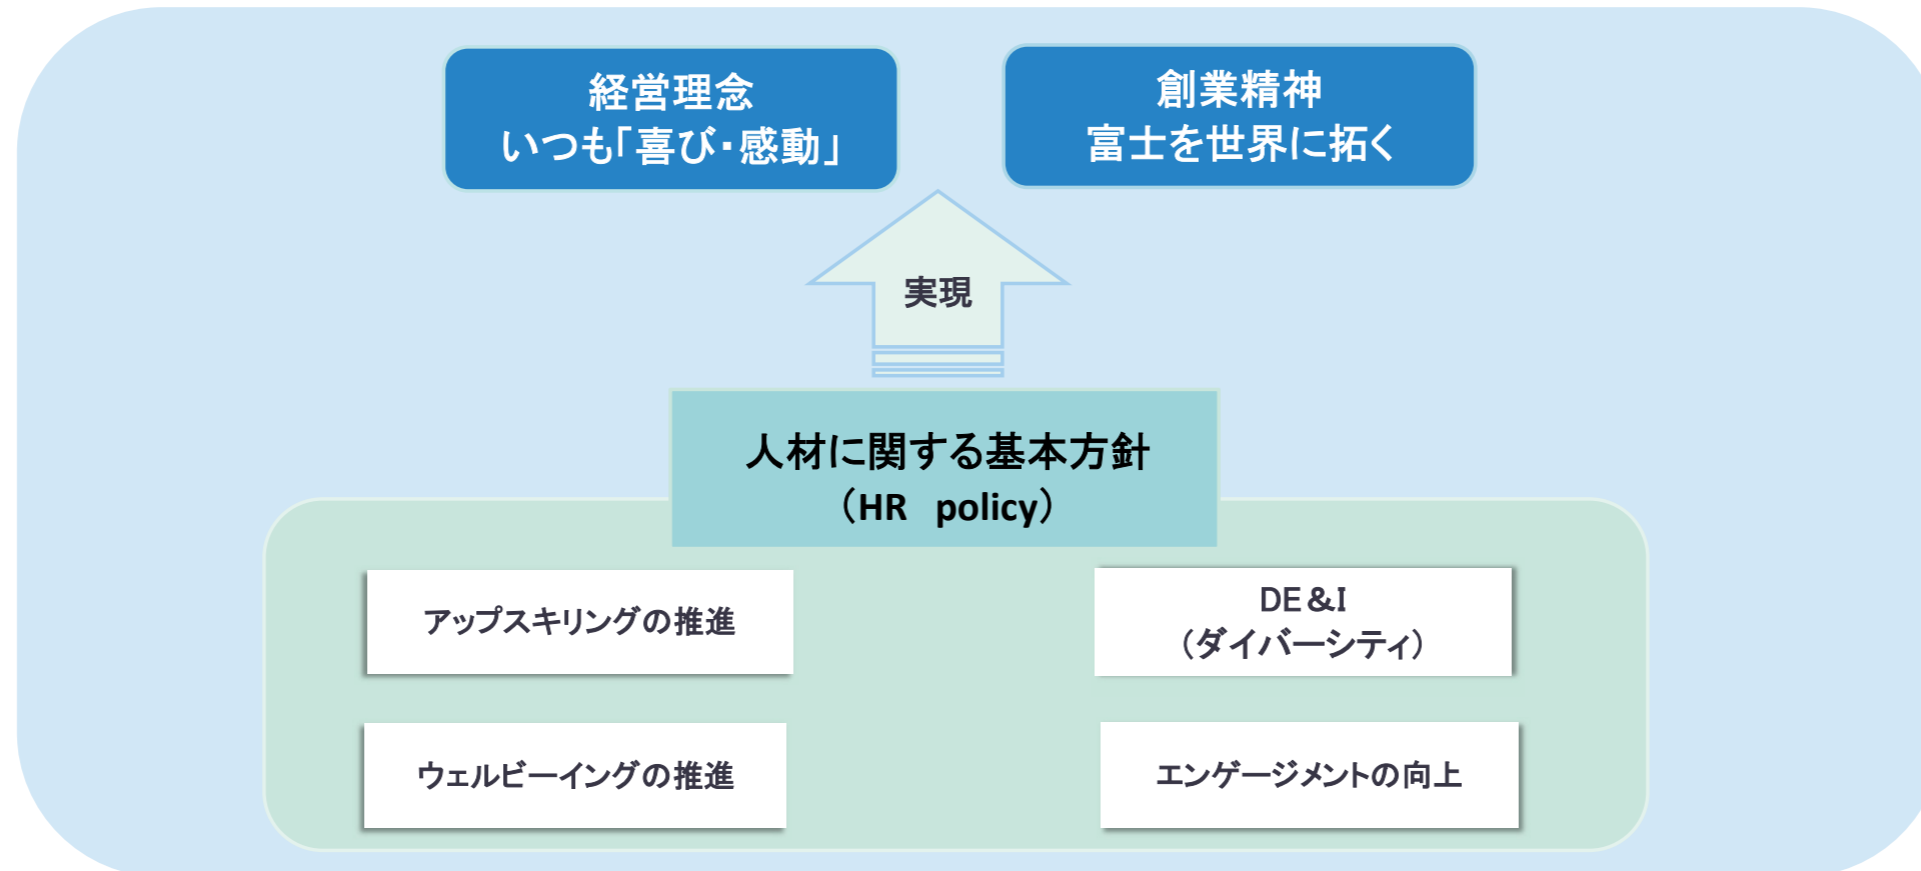 経営理念
いつも「喜び・感動」
創業精神
富士を世界に拓く
実現
人材に関する基本方針
（HR　policy）
アップスキリングの推進
DE＆I
（ダイバーシティ）
ウェルビーイングの推進
エンゲージメントの向上